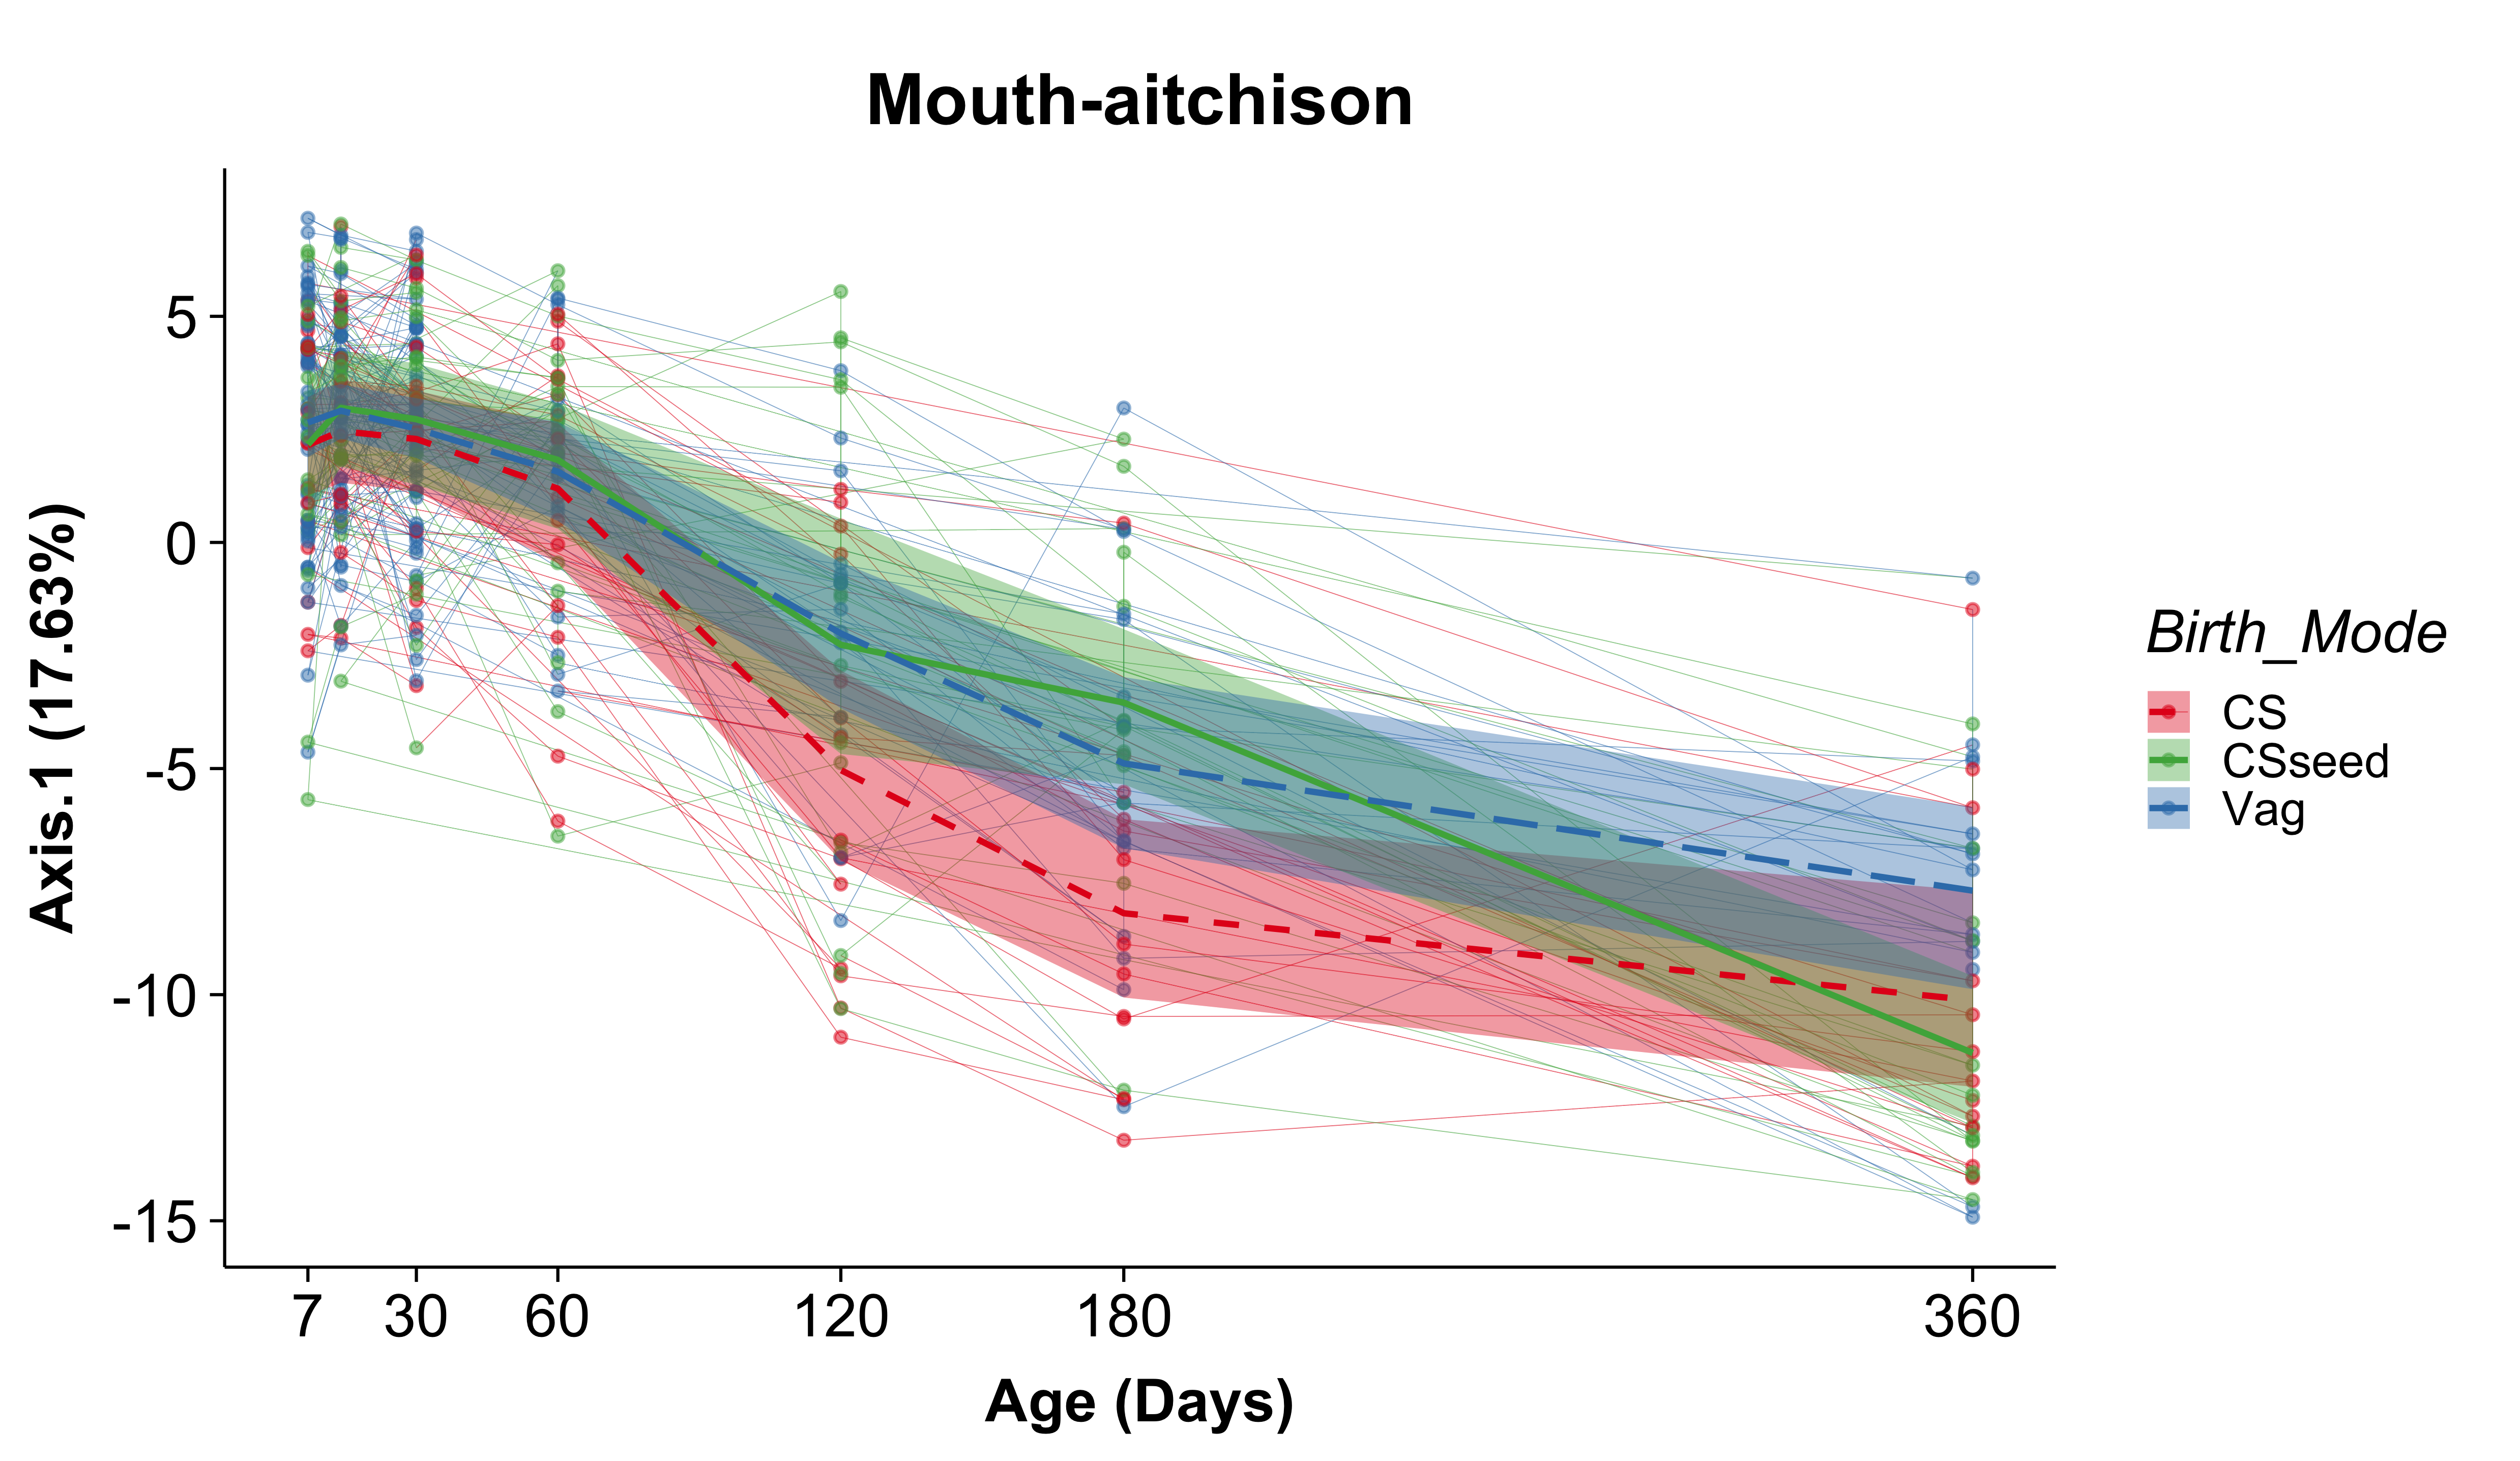 Mouth-aitchison
Axis.1 (17.63%)
5
0
-5
-10
-15
7 30 60 120 180 360
Age (Days)
Birth_Mode
CS
CSseed
Vag